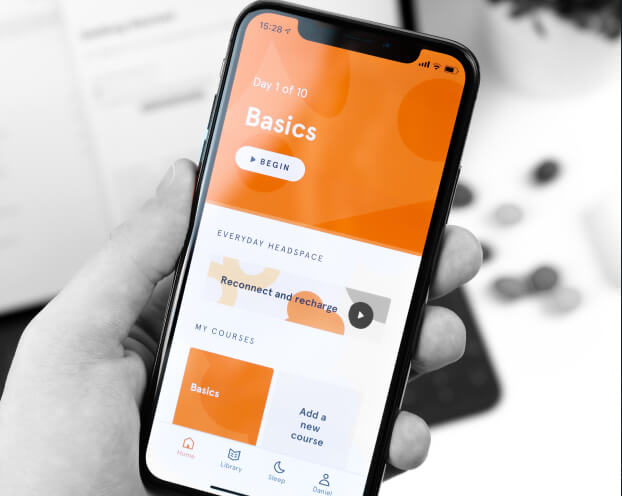 15:28
Day 1 of 10
Basics
BEGIN
EVERYDAY HEADSPACE
Reconnect and recharge
MY COURSES
Basics
Add a
new
course
Home
Library
Sleep
Daniel